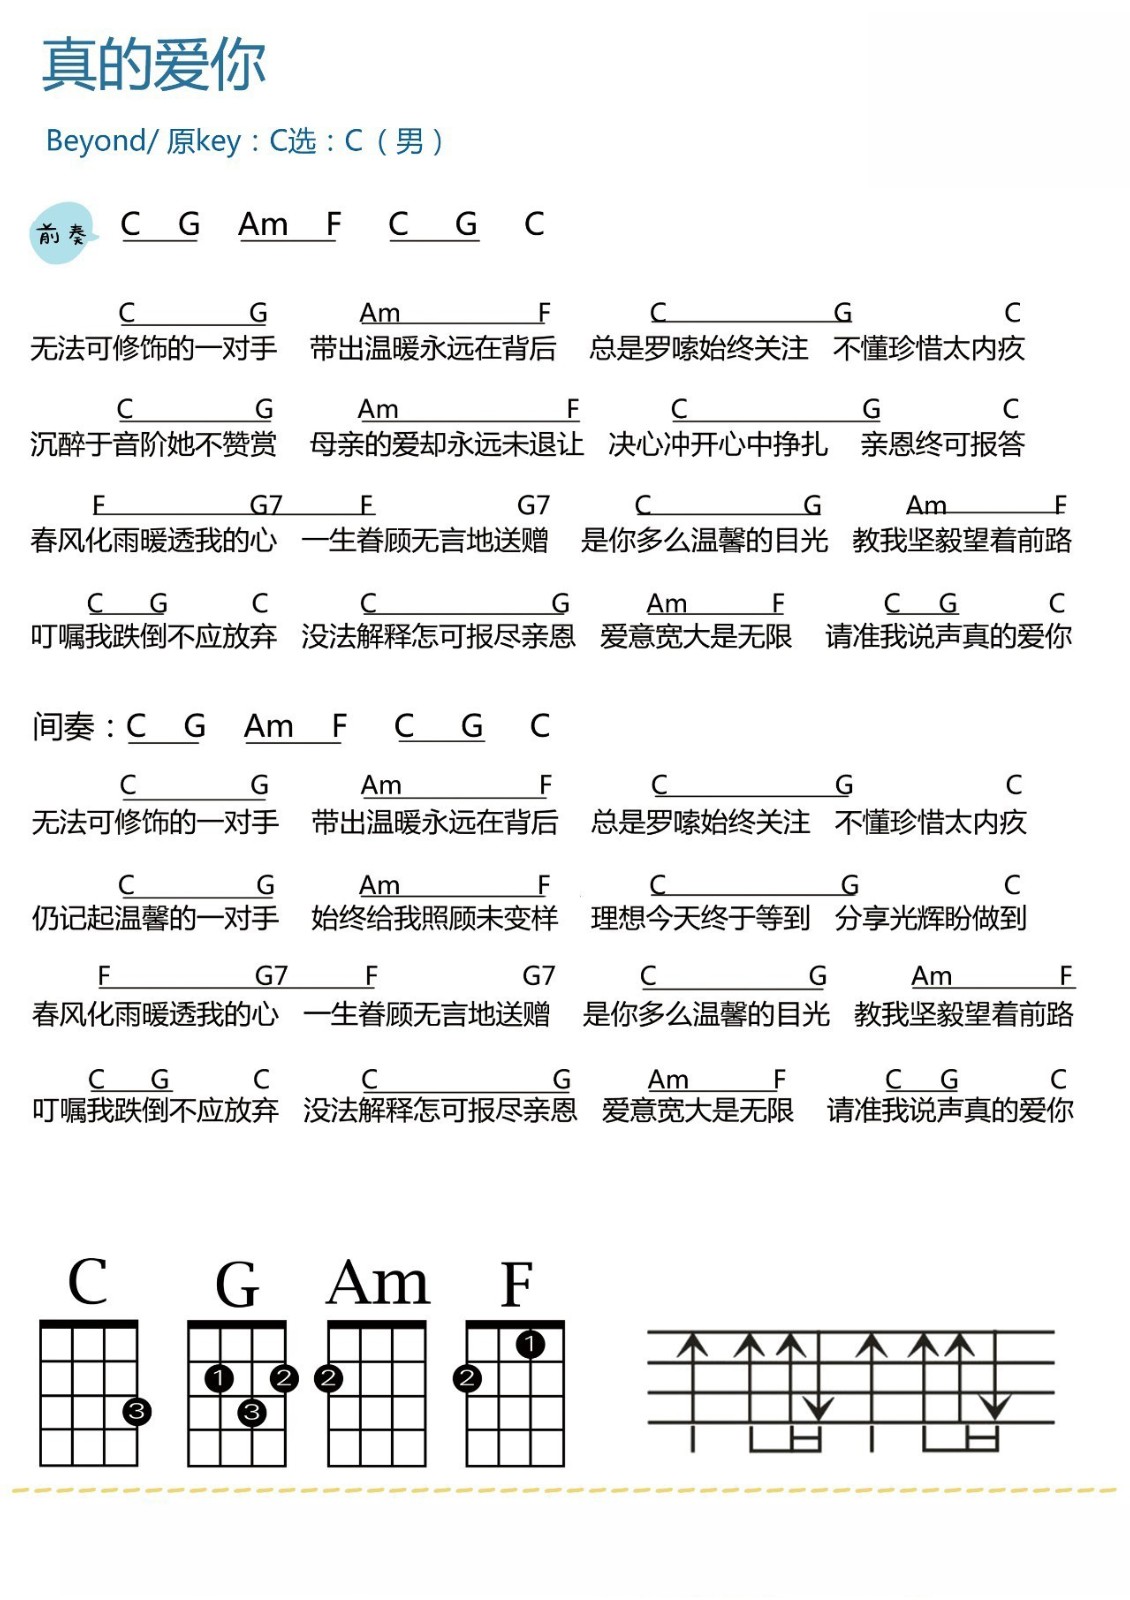 真的爱你
Beyond/ 原key：C选：C（男）
前奏 C G Am F C G C
C G Am F C G C
无法可修饰的一对手 带出温暖永远在背后 总是罗嗦始终关注 不懂珍惜太内疚
C G Am F C G C
沉醉于音阶她不赞赏 母亲的爱却永远未退让 决心冲开心中挣扎 亲恩终可报答
F G7 F G7 C G Am F
春风化雨暖透我的心 一生眷顾无言地送赠 是你多么温馨的目光 教我坚毅望着前路
C G C C G Am F C G C
叮嘱我跌倒不应放弃 没法解释怎可报尽亲恩 爱意宽大是无限 请准我说声真的爱你
间奏：C G Am F C G C
C G Am F C G C
无法可修饰的一对手 带出温暖永远在背后 总是罗嗦始终关注 不懂珍惜太内疚
C G Am F C G C
仍记起温馨的一对手 始终给我照顾未变样 理想今天终于等到 分享光辉盼做到
F G7 F G7 C G Am F
春风化雨暖透我的心 一生眷顾无言地送赠 是你多么温馨的目光 教我坚毅望着前路
C G C C G Am F C G C
叮嘱我跌倒不应放弃 没法解释怎可报尽亲恩 爱意宽大是无限 请准我说声真的爱你
C G Am F
1
1 2 2 2
3 3